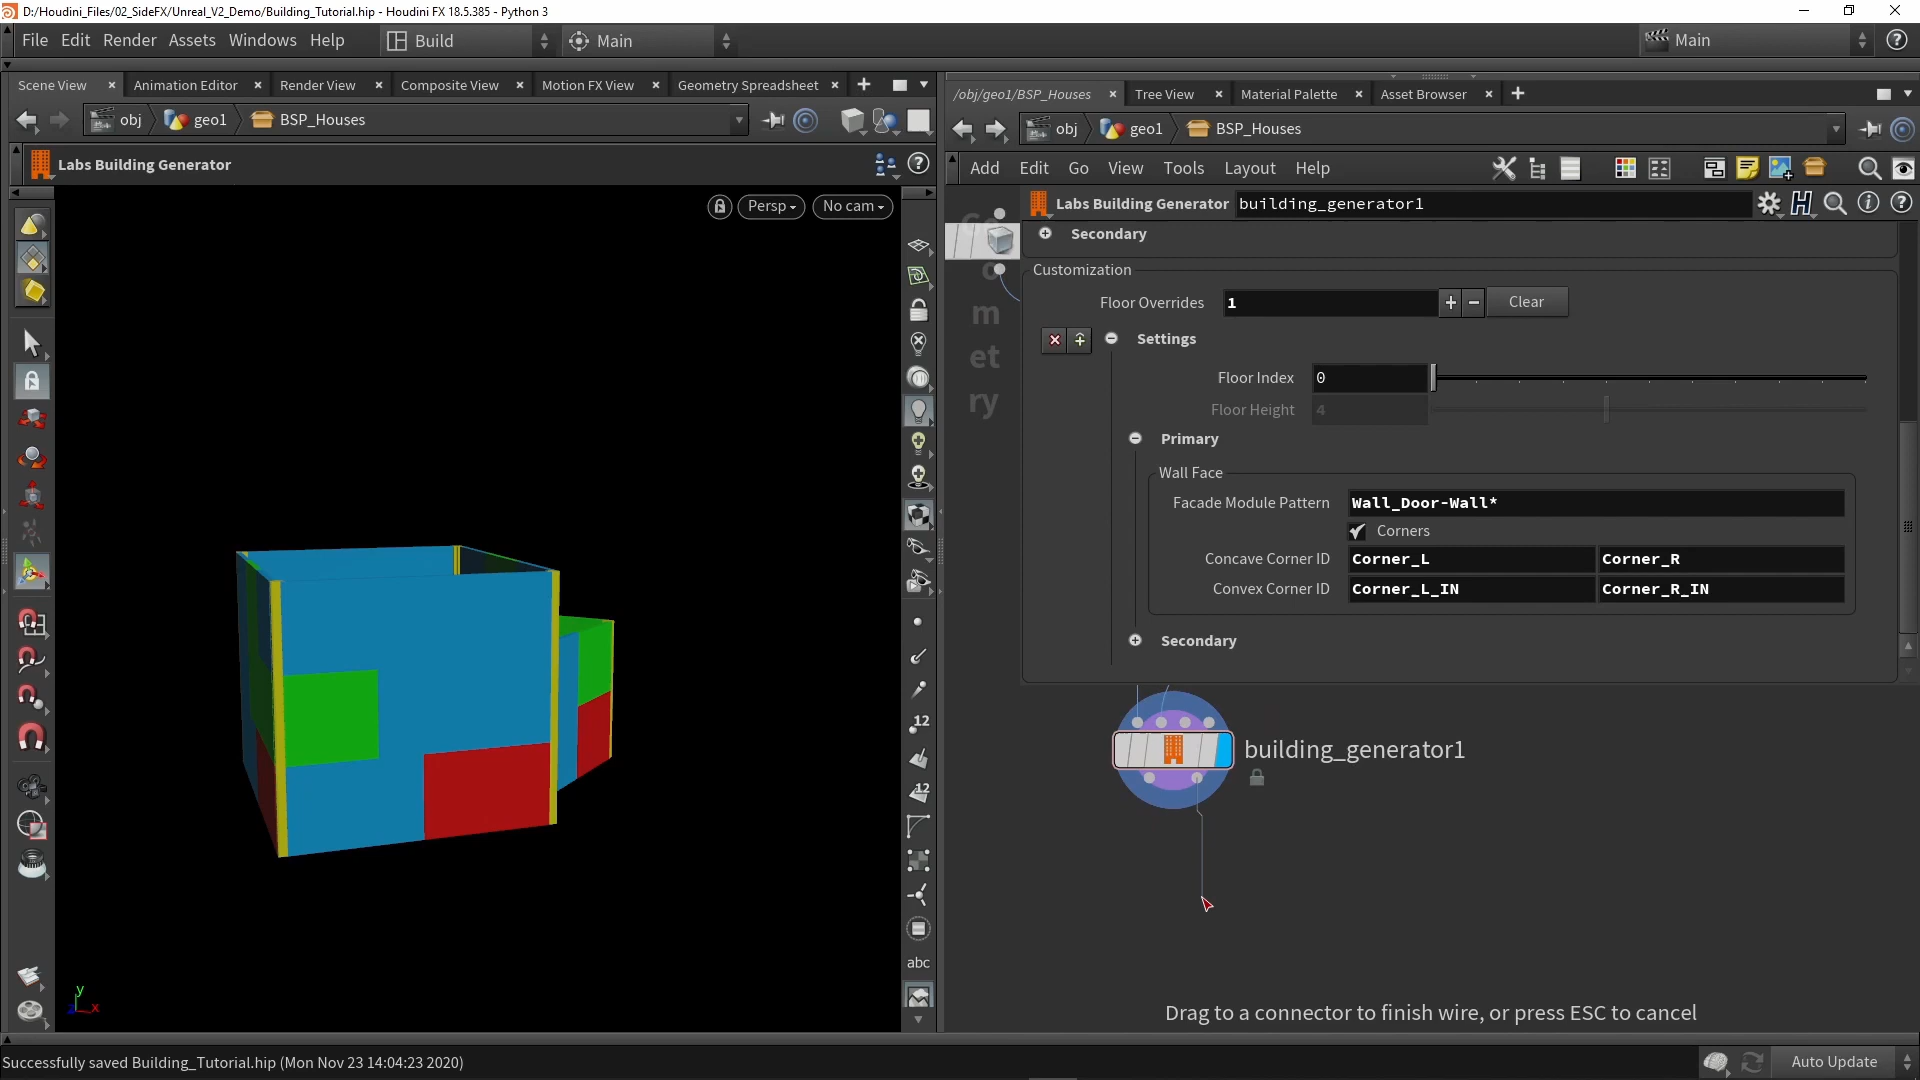 D:/Houdini_Files/02_SideFX/Unreal_V2_Demo/Building_Tutorial.hip - Houdini FX 18.5.385 - Python 3
File Edit Render Assets Windows Help Build Main Main
Scene View Animation Editor Render View Composite View Motion FX View Geometry Spreadsheet
/obj/geo1/BSP_Houses Tree View Material Palette Asset Browser
obj geo1 BSP_Houses
obj geo1 BSP_Houses
Labs Building Generator
Add Edit Go View Tools Layout Help
Labs Building Generator building_generator1
Persp No cam
Secondary
Customization
Floor Overrides 1 Clear
Settings
Floor Index 0
Floor Height 4
Primary
Wall Face
Facade Module Pattern Wall_Door-Wall*
Corners
Concave Corner ID Corner_L Corner_R
Convex Corner ID Corner_L_IN Corner_R_IN
Secondary
m
et
ry
12
12
abc
building_generator1
y
x
Drag to a connector to finish wire, or press ESC to cancel
Successfully saved Building_Tutorial.hip (Mon Nov 23 14:04:23 2020)
Auto Update